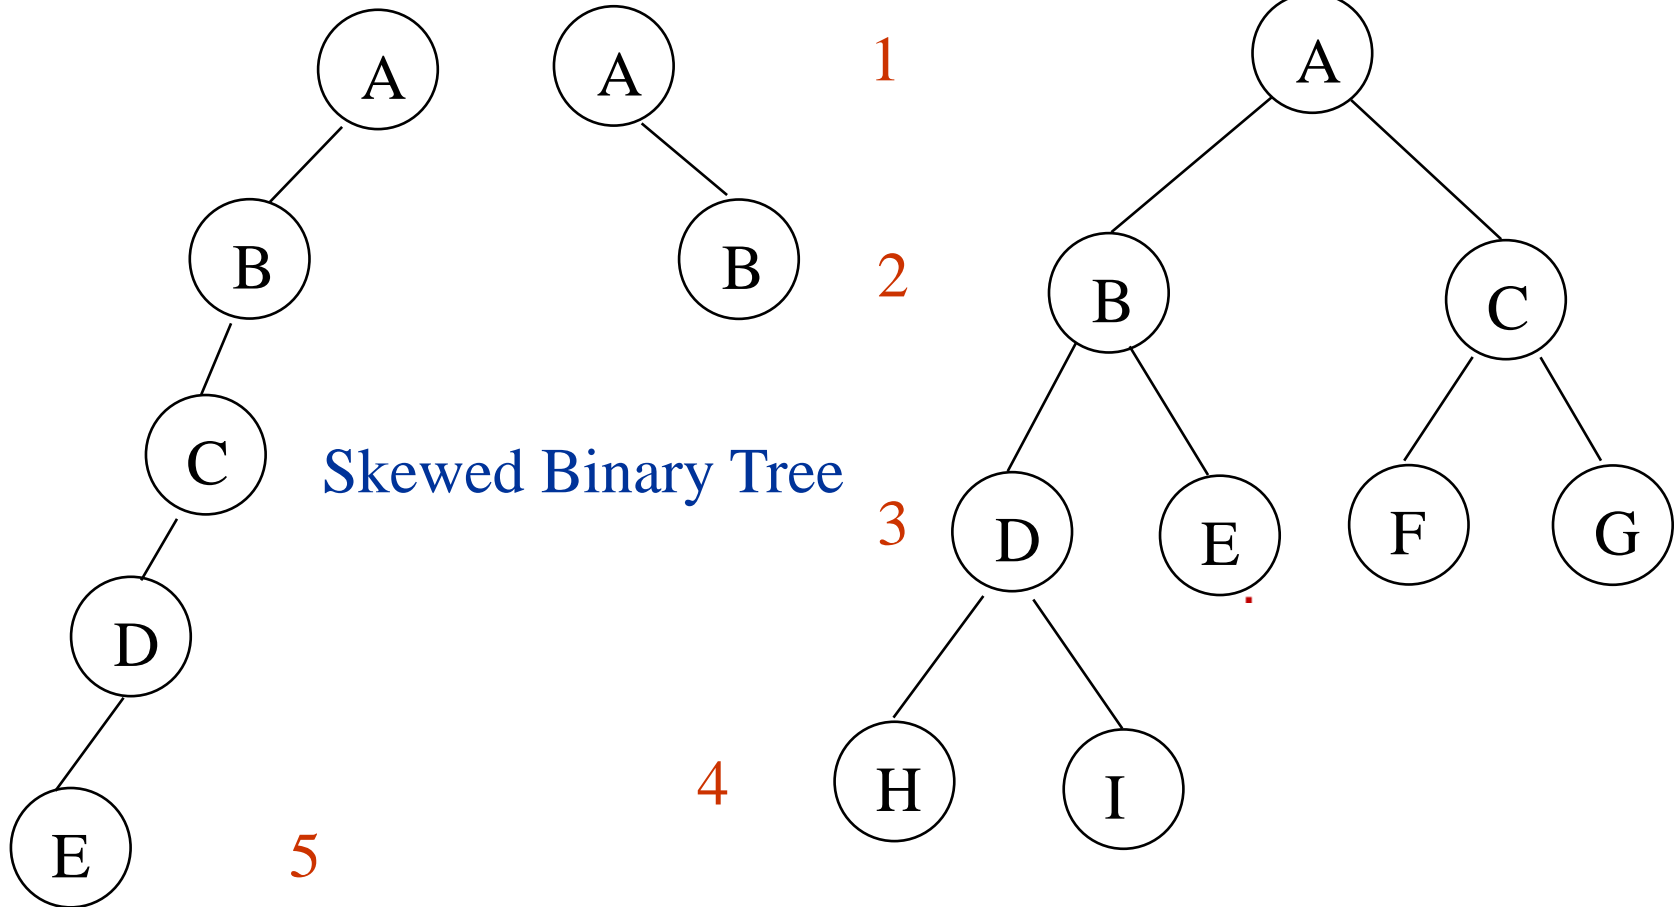 A A 1 A
B B 2 B C
C Skewed Binary Tree 3 D E F G
D
4 H I
E 5